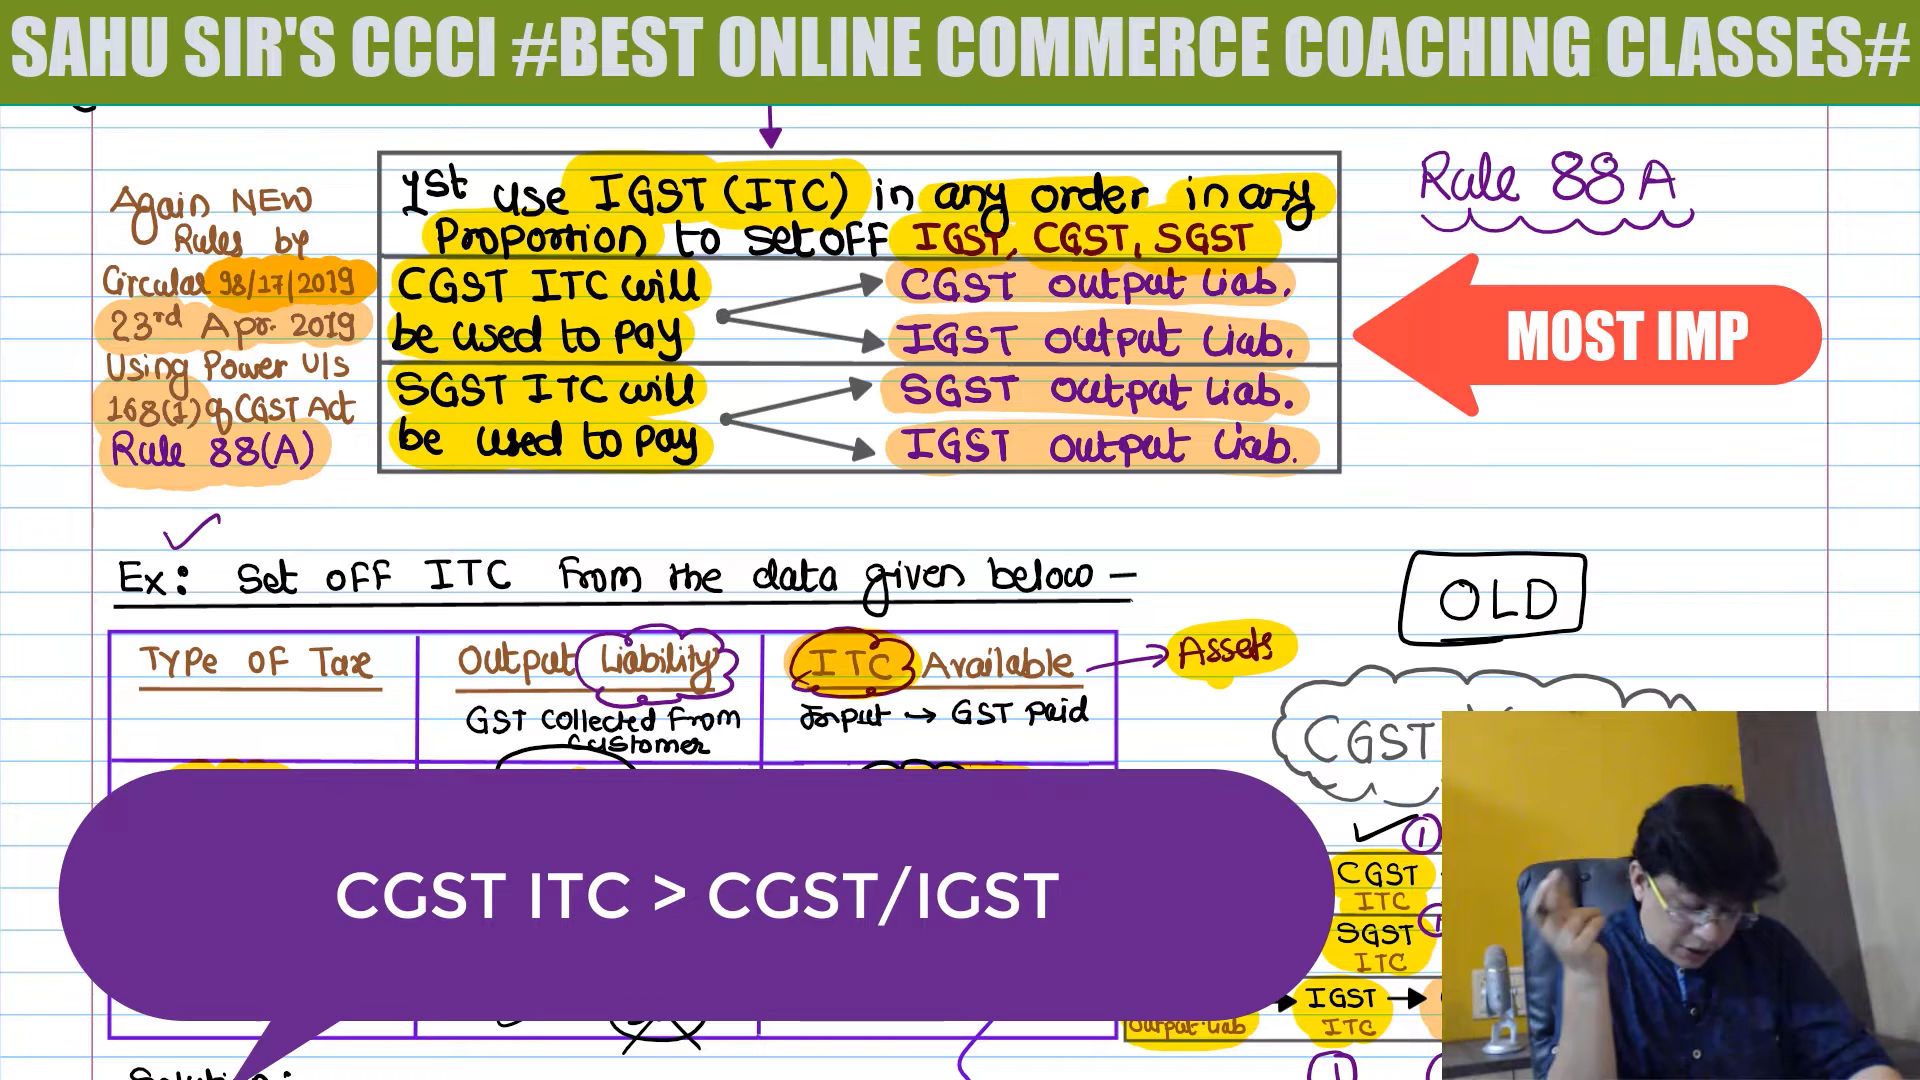 SAHU SIR'S CCCI #BEST ONLINE COMMERCE COACHING CLASSES#
Again NEW
Rules by
Circular 98/17/2019
23rd Apr. 2019
Using Power U/s
168(1) of CGST Act
Rule 88(A)
1st use IGST (ITC) in any order in any
Proportion to set off IGST, CGST, SGST
CGST ITC will
be used to pay
CGST output Liab.
IGST output Liab.
SGST ITC will
be used to pay
SGST output Liab.
IGST output Liab.
Rule 88 A
MOST IMP
Ex: Set off ITC from the data given below –
OLD
Type of Tax
Output Liability
GST collected from
customer
ITC Available
Input → GST paid
Assets
CGST
CGST ITC > CGST/IGST
1
CGST
ITC
SGST
ITC
output Liab
IGST
ITC
Solution: